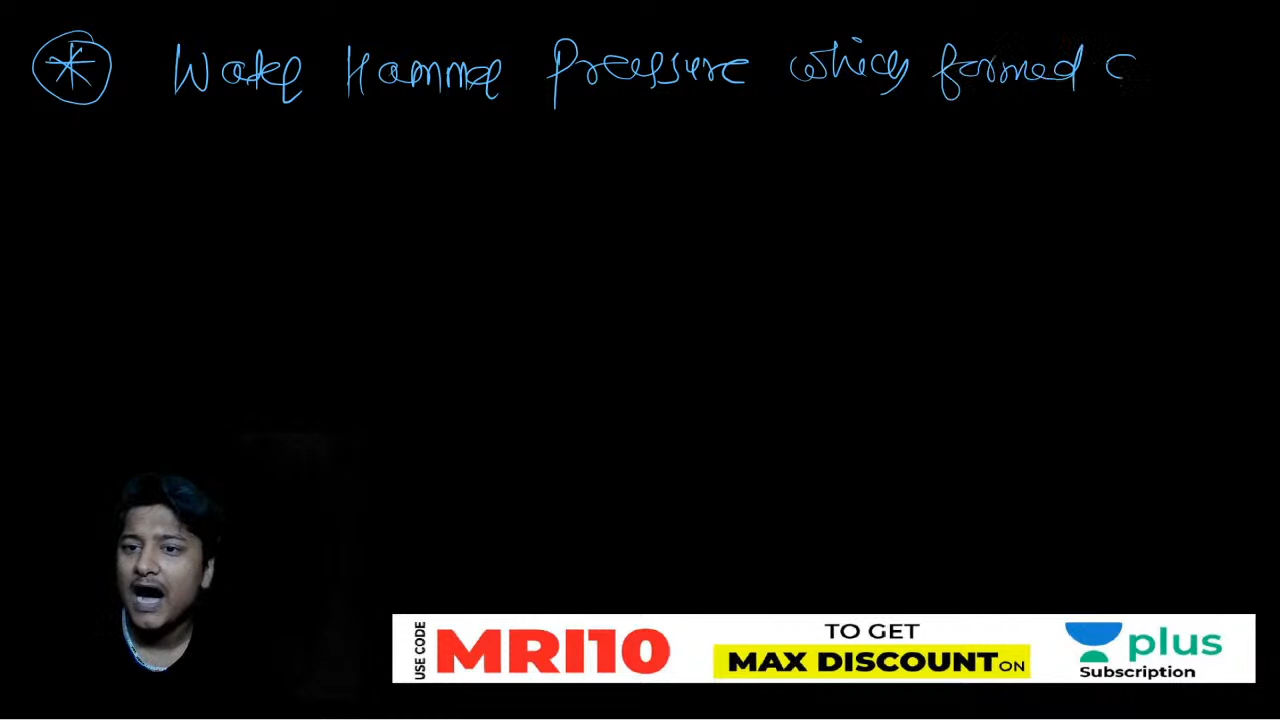 * Water Hammer Pressure which formed
USE CODE
MRI10
TO GET
MAX DISCOUNT ON
plus
Subscription